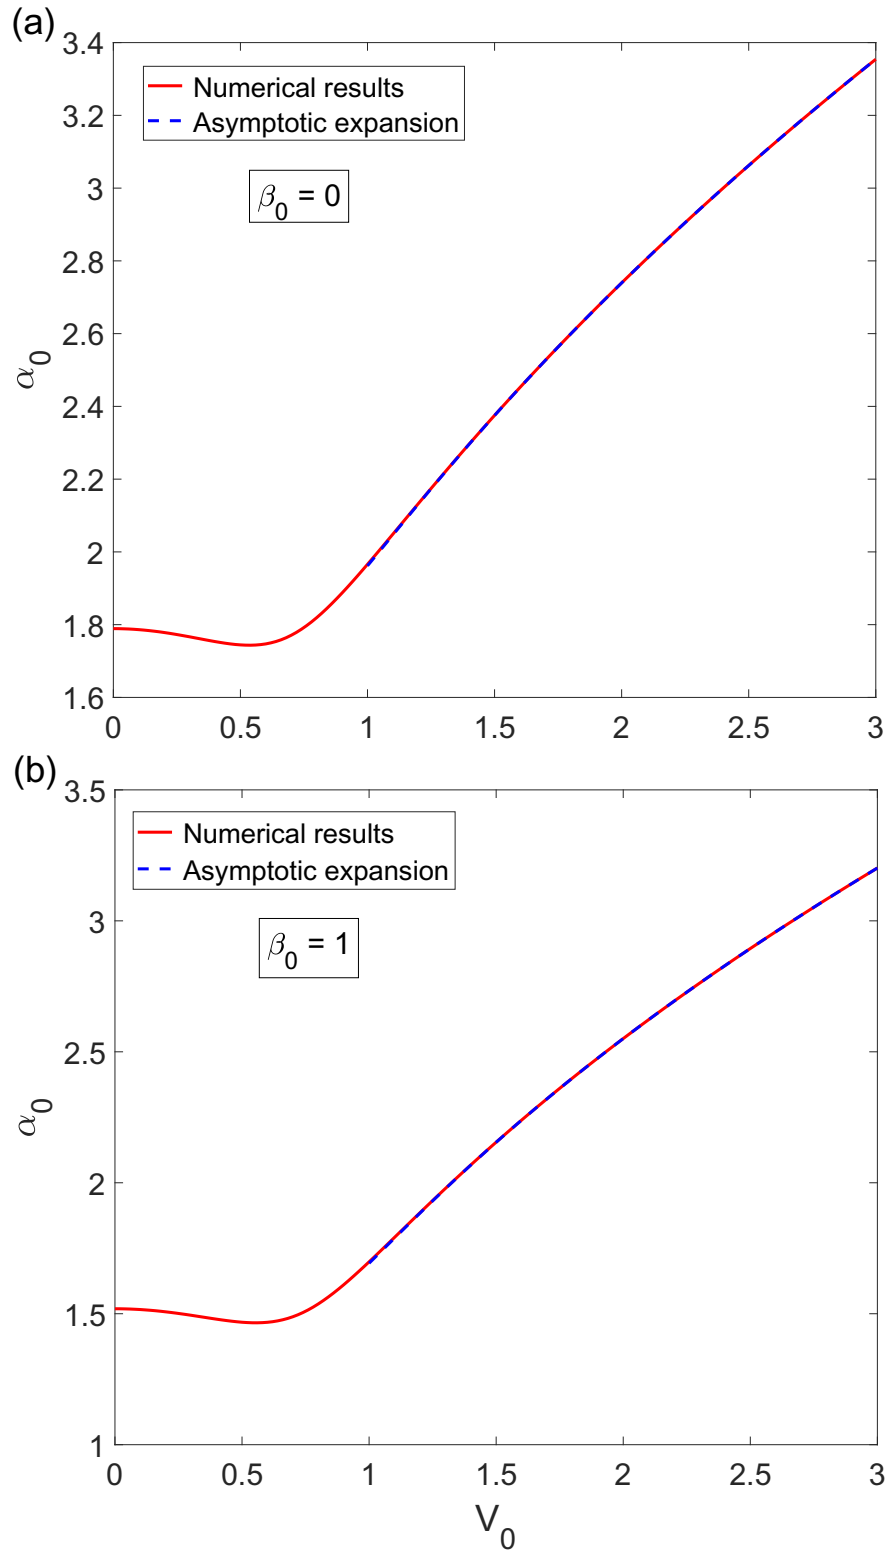 (a)
3.4
3.2
3
2.8
2.6
2.4
2.2
2
1.8
1.6
α0
Numerical results
Asymptotic expansion
β0 = 0
0 0.5 1 1.5 2 2.5 3
(b)
3.5
3
2.5
2
1.5
1
α0
Numerical results
Asymptotic expansion
β0 = 1
0 0.5 1 1.5 2 2.5 3
V0